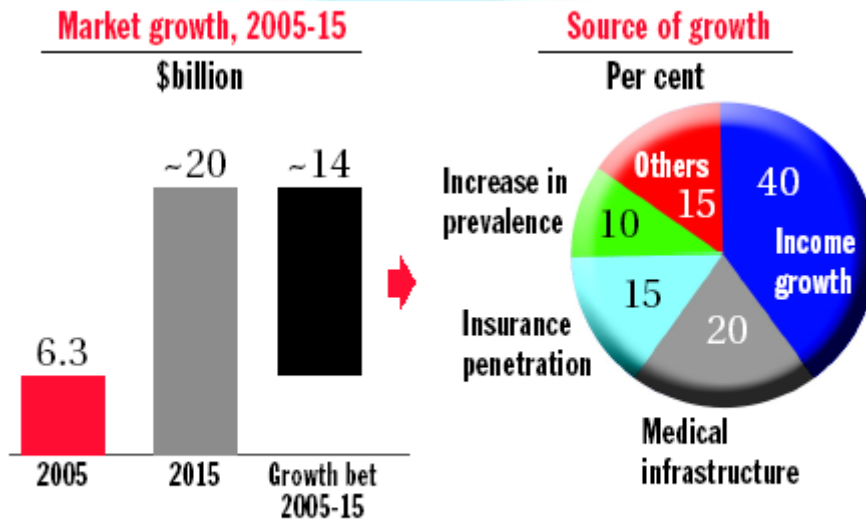 Market growth, 2005-15
$billion
~20
~14
6.3
2005
2015
Growth bet
2005-15
Source of growth
Per cent
Others
15
40
Income
growth
Increase in
prevalence
10
15
Insurance
penetration
20
Medical
infrastructure